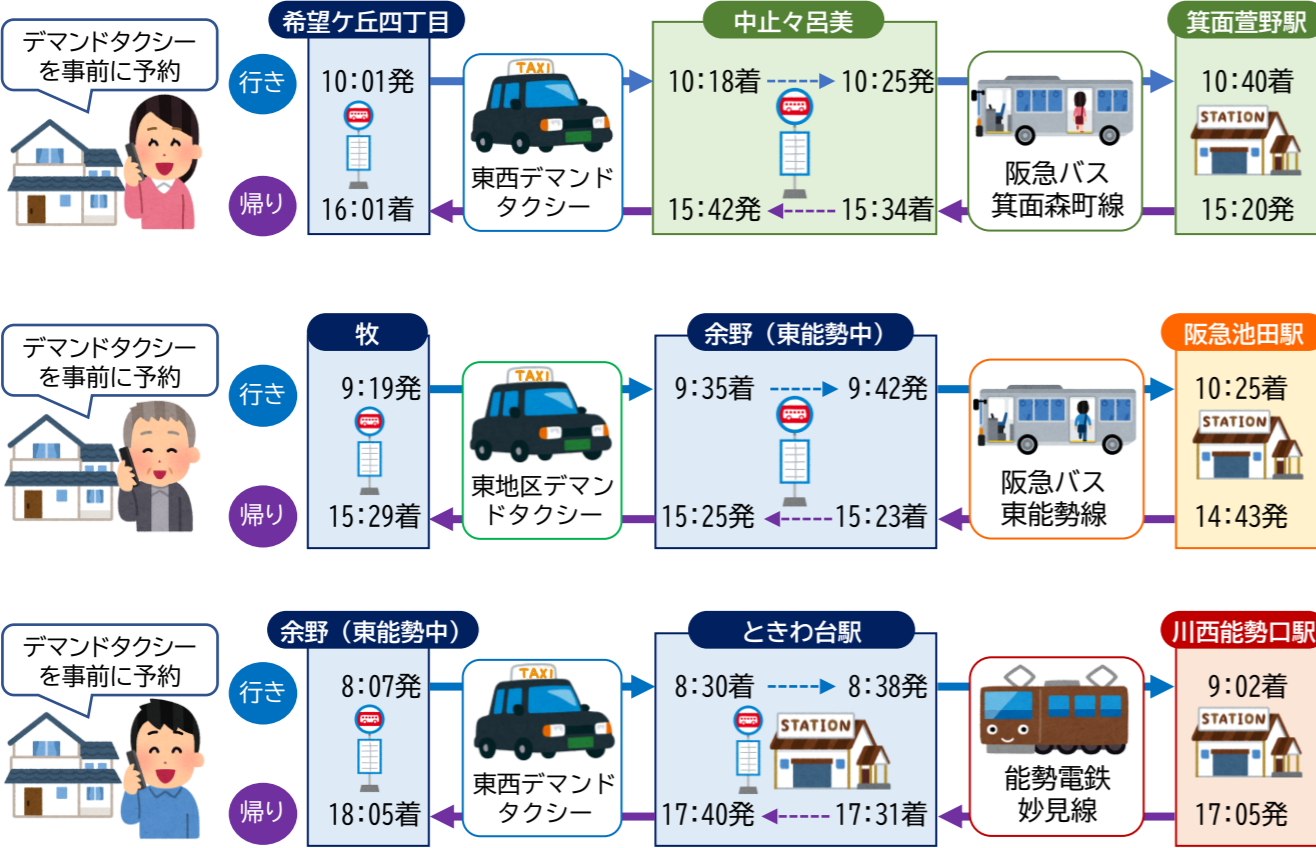 デマンドタクシー
を事前に予約
行き
帰り
希望ケ丘四丁目
10:01発
16:01着
TAXI
東西デマンド
タクシー
中止々呂美
10:18着
10:25発
15:42発
15:34着
阪急バス
箕面森町線
箕面萱野駅
10:40着
STATION
15:20発
デマンドタクシー
を事前に予約
行き
帰り
牧
9:19発
15:29着
TAXI
東地区デマン
ドタクシー
余野（東能勢中）
9:35着
9:42発
15:25発
15:23着
阪急バス
東能勢線
阪急池田駅
10:25着
STATION
14:43発
デマンドタクシー
を事前に予約
行き
帰り
余野（東能勢中）
8:07発
18:05着
TAXI
東西デマンド
タクシー
ときわ台駅
8:30着
8:38発
STATION
17:40発
17:31着
能勢電鉄
妙見線
川西能勢口駅
9:02着
STATION
17:05発